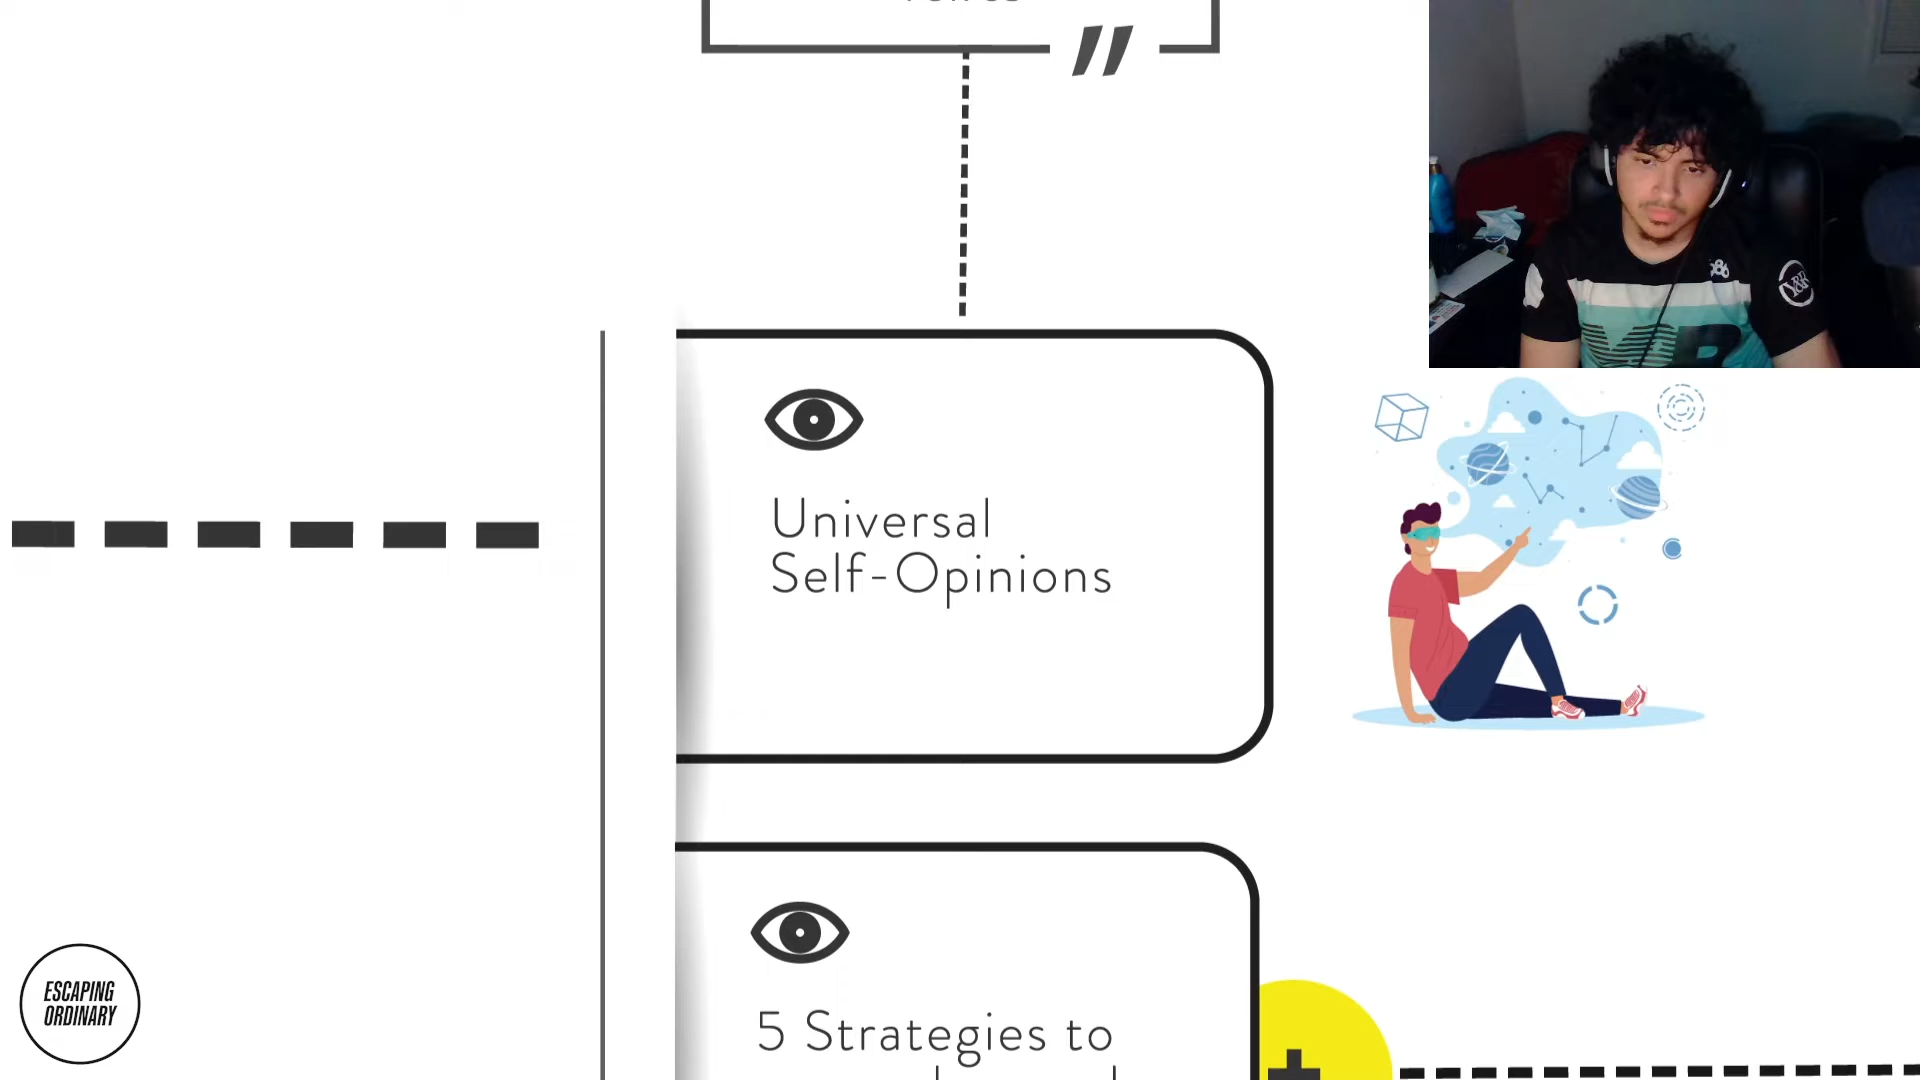 Universal
Self-Opinions
5 Strategies to
ESCAPING
ORDINARY